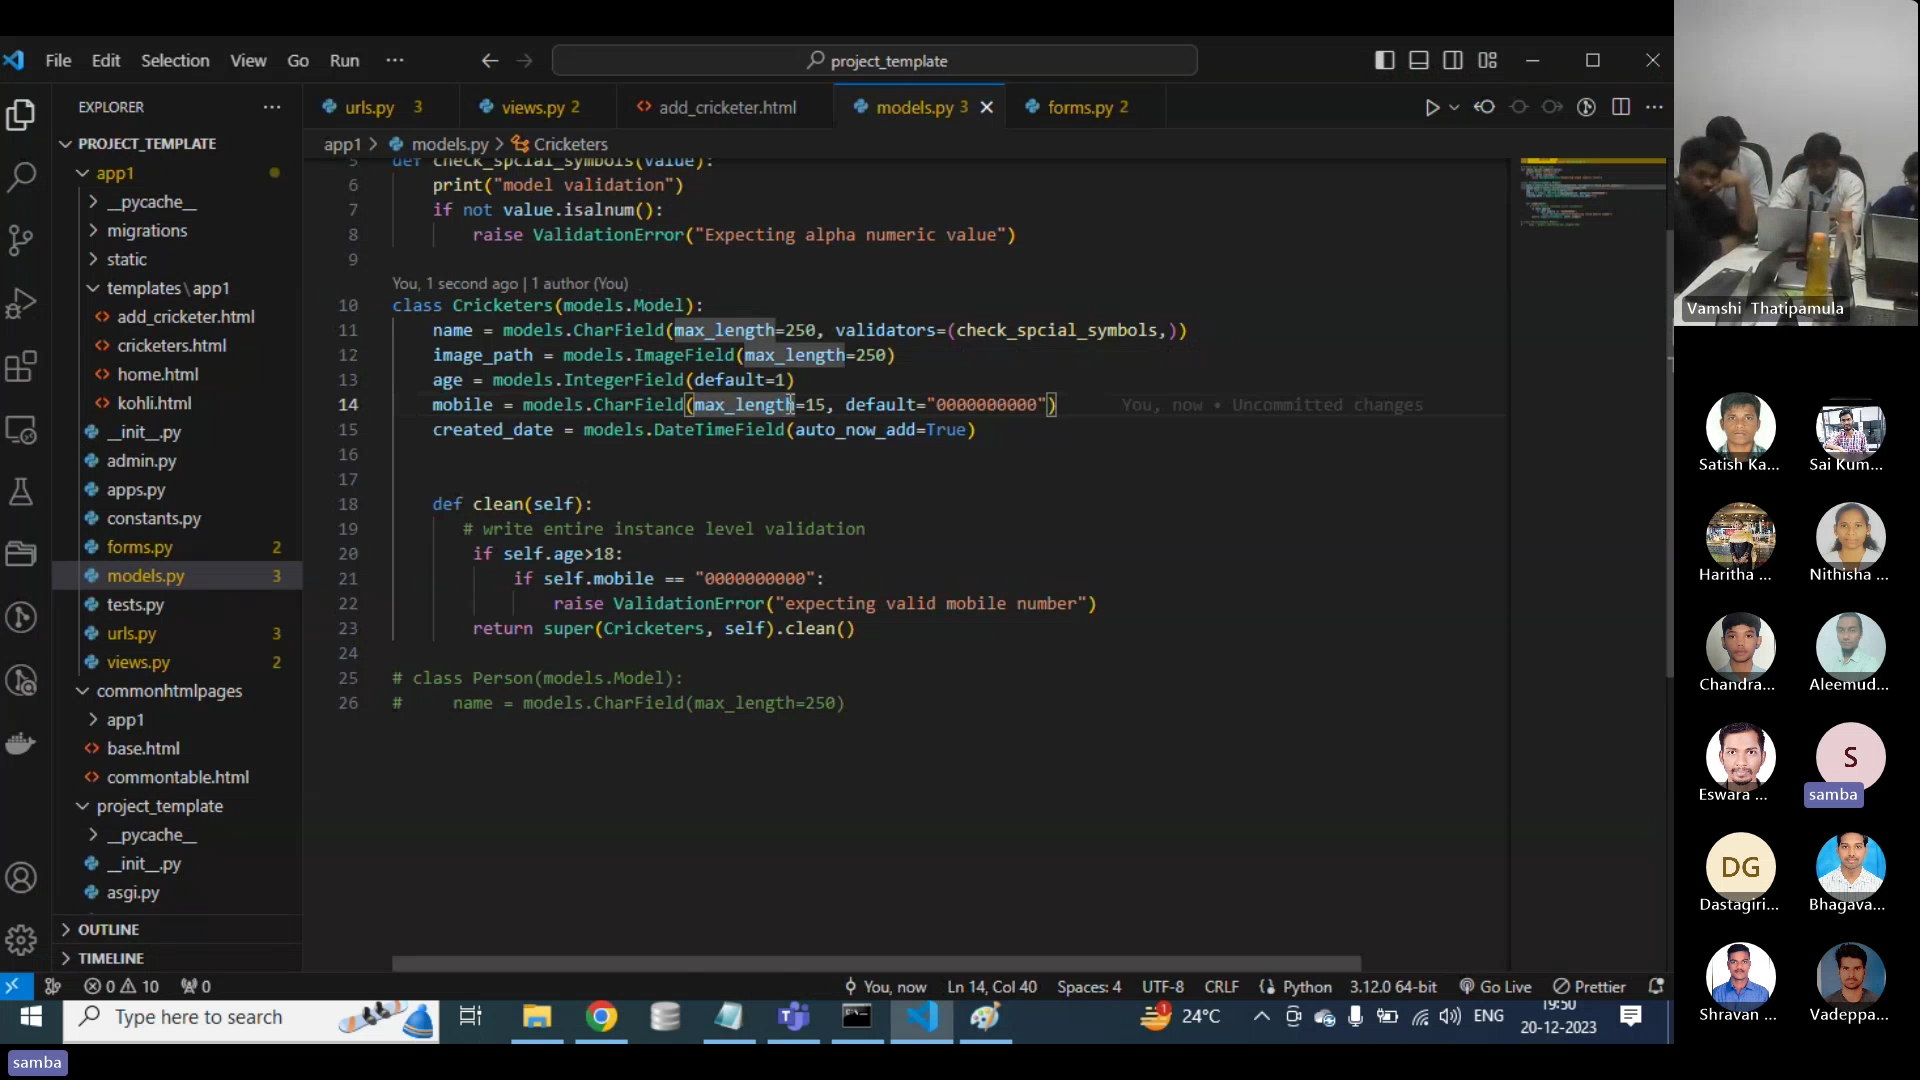 File Edit Selection View Go Run ···
project_template
EXPLORER
PROJECT_TEMPLATE
app1
__pycache__
migrations
static
templates\app1
add_cricketer.html
cricketers.html
home.html
kohli.html
__init__.py
admin.py
apps.py
constants.py
forms.py 2
models.py 3
tests.py
urls.py 3
views.py 2
commonhtmlpages
app1
base.html
commontable.html
project_template
__pycache__
__init__.py
asgi.py
OUTLINE
TIMELINE
urls.py 3
views.py 2
add_cricketer.html
models.py 3
forms.py 2
app1 > models.py > Cricketers
5 def check_spcial_symbols(value):
6 print("model validation")
7 if not value.isalnum():
8 raise ValidationError("Expecting alpha numeric value")
9
You, 1 second ago | 1 author (You)
10 class Cricketers(models.Model):
11 name = models.CharField(max_length=250, validators=(check_spcial_symbols,))
12 image_path = models.ImageField(max_length=250)
13 age = models.IntegerField(default=1)
14 mobile = models.CharField(max_length=15, default="0000000000") You, now • Uncommitted changes
15 created_date = models.DateTimeField(auto_now_add=True)
16
17
18 def clean(self):
19 # write entire instance level validation
20 if self.age>18:
21 if self.mobile == "0000000000":
22 raise ValidationError("expecting valid mobile number")
23 return super(Cricketers, self).clean()
24
25 # class Person(models.Model):
26 # name = models.CharField(max_length=250)
0 10 0 You, now Ln 14, Col 40 Spaces: 4 UTF-8 CRLF Python 3.12.0 64-bit Go Live Prettier
Type here to search
1 24°C ENG
19:50
20-12-2023
samba
Vamshi Thatipamula
Satish Ka... Sai Kum...
Haritha ... Nithisha ...
Chandra... Aleemud...
S
Eswara ... samba
DG
Dastagiri... Bhagava...
Shravan ... Vadeppa...